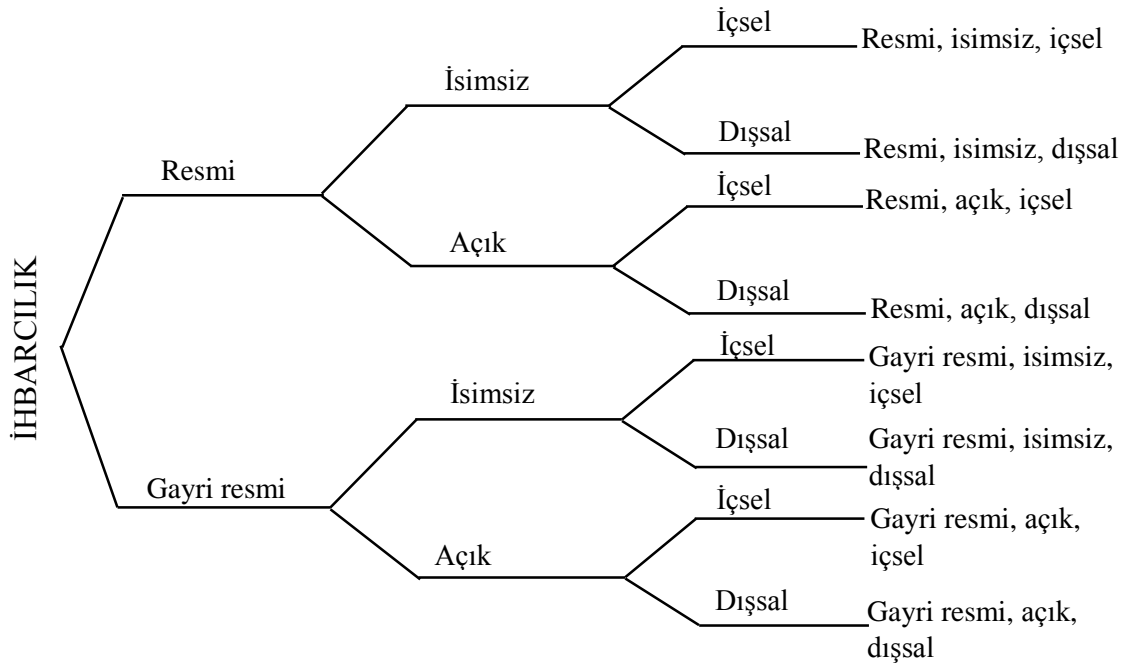 İçsel
Resmi, isimsiz, içsel
İsimsiz
Dışsal
Resmi, isimsiz, dışsal
Resmi
İçsel
Resmi, açık, içsel
Açık
Dışsal
Resmi, açık, dışsal
İHBARCILIK
İçsel
Gayri resmi, isimsiz,
içsel
İsimsiz
Dışsal
Gayri resmi, isimsiz,
dışsal
Gayri resmi
İçsel
Gayri resmi, açık,
içsel
Açık
Dışsal
Gayri resmi, açık,
dışsal